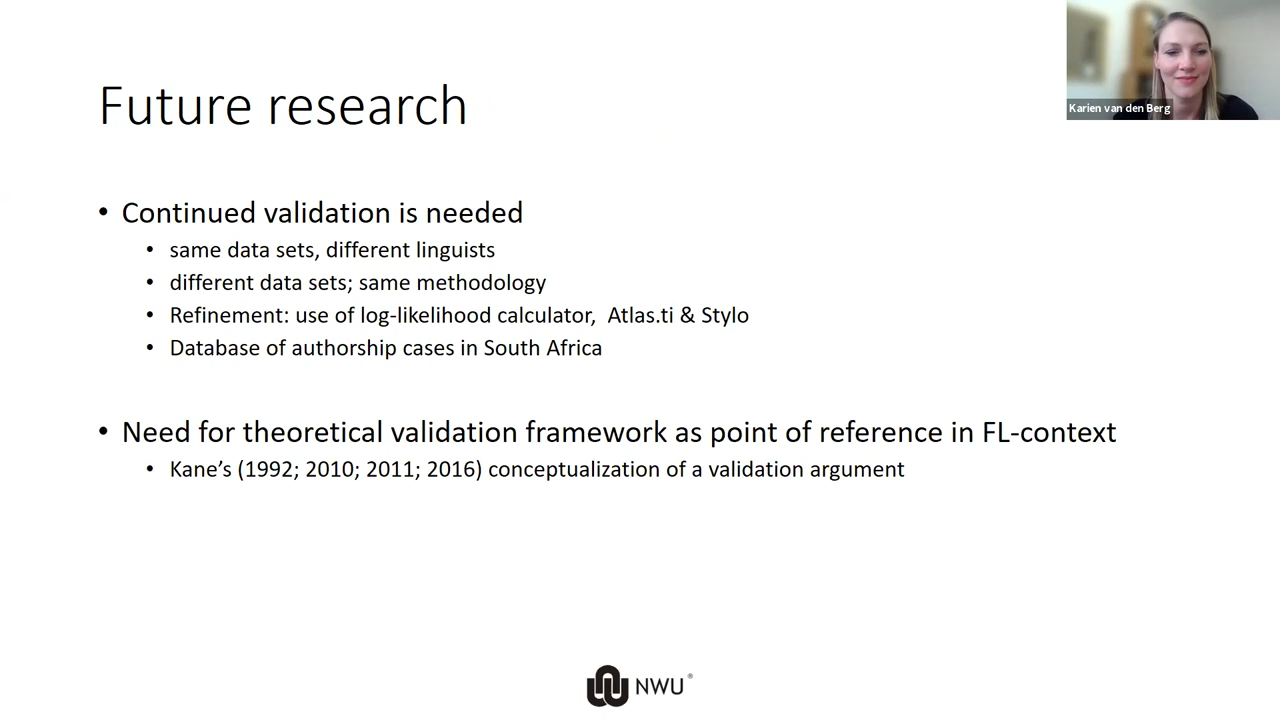 Karien van den Berg
Future research
• Continued validation is needed
• same data sets, different linguists
• different data sets; same methodology
• Refinement: use of log-likelihood calculator,  Atlas.ti & Stylo
• Database of authorship cases in South Africa
• Need for theoretical validation framework as point of reference in FL-context
• Kane’s (1992; 2010; 2011; 2016) conceptualization of a validation argument
NWU®